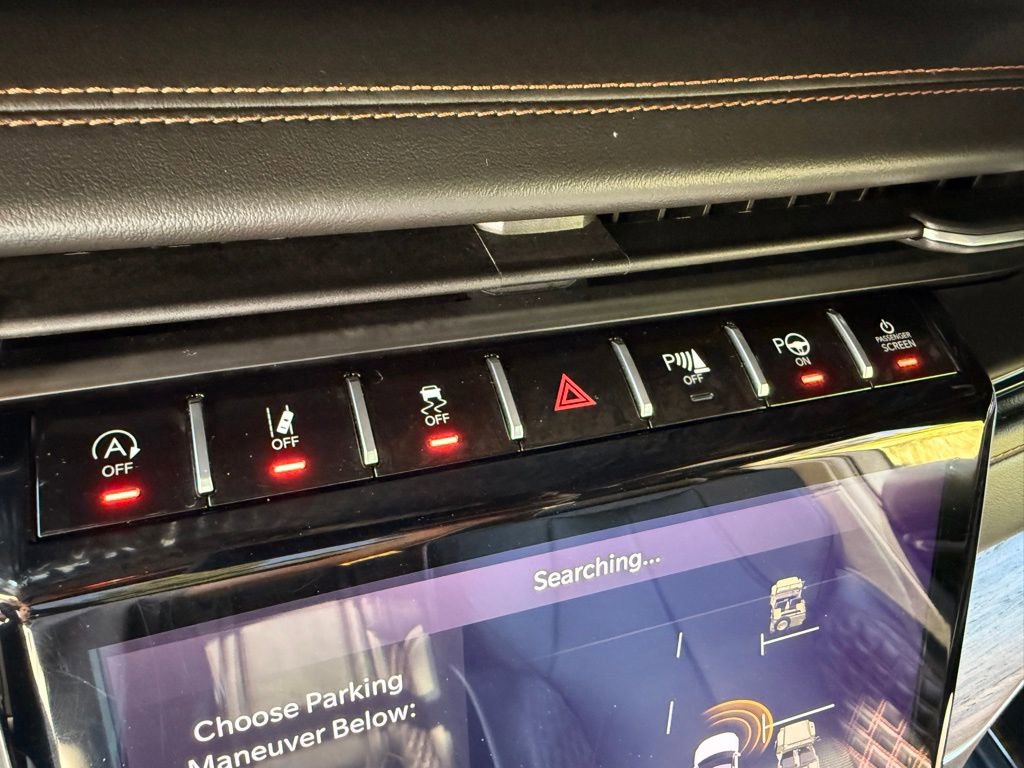 A
OFF
OFF
OFF
P
OFF
P
ON
PASSENGER
SCREEN
Searching...
Choose Parking
Maneuver Below: